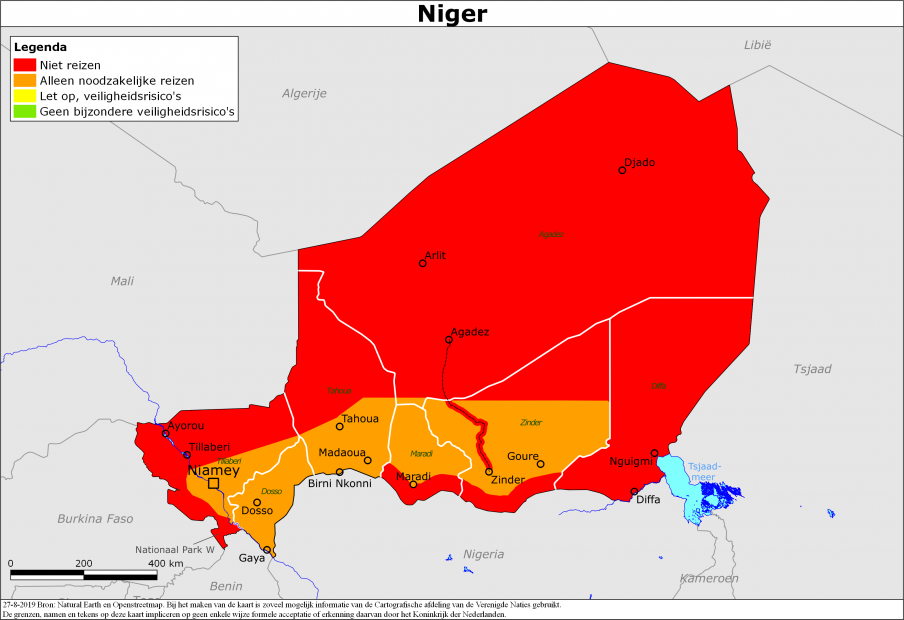 Niger
Legenda
Niet reizen
Alleen noodzakelijke reizen
Let op, veiligheidsrisico's
Geen bijzondere veiligheidsrisico's
Libië
Algerije
Djado
Agadez
Arlit
Mali
Agadez
Tsjaad
Diffa
Tahoua
Tahoua
Zinder
Ayorou
Tillaberi
Madaoua
Maradi
Goure
Tillaberi
Nguigmi
Tsjaad-
meer
Niamey
Birni Nkonni
Maradi
Zinder
Dosso
Diffa
Dosso
Burkina Faso
Nationaal Park W
Gaya
Nigeria
0 200 400 km
Benin
Kameroen
27-8-2019 Bron: Natural Earth en Openstreetmap. Bij het maken van de kaart is zoveel mogelijk informatie van de Cartografische afdeling van de Verenigde Naties gebruikt.
De grenzen, namen en tekens op deze kaart impliceren op geen enkele wijze formele acceptatie of erkenning daarvan door het Koninkrijk der Nederlanden.